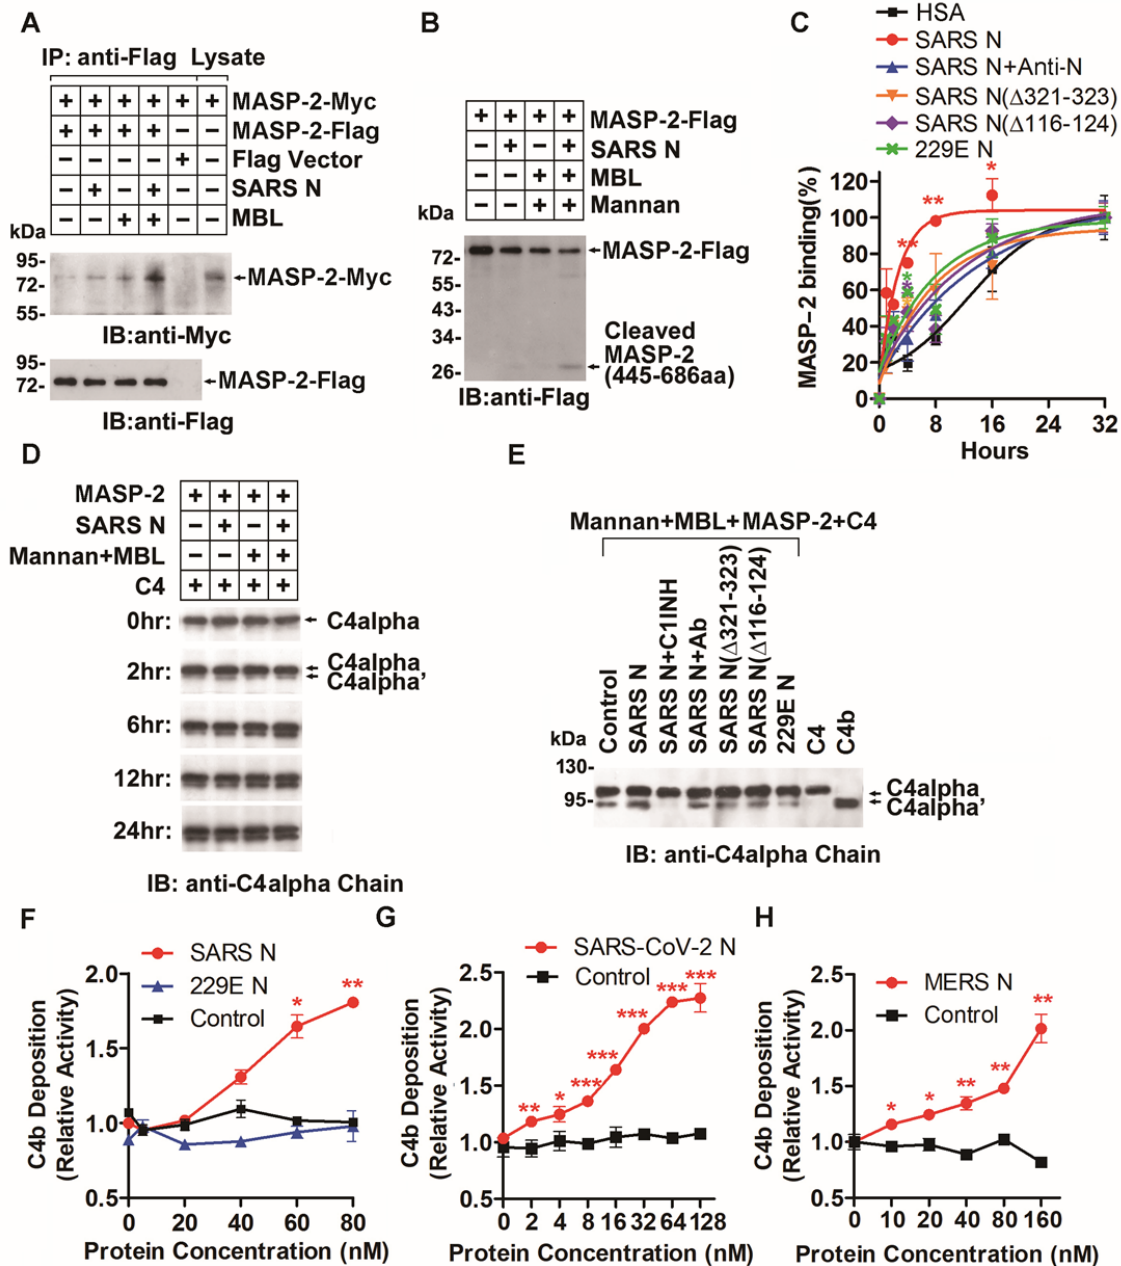 A
IP: anti-Flag Lysate
+ + + + + + MASP-2-Myc
+ + + + − − MASP-2-Flag
− − − − + − Flag Vector
− + − + − − SARS N
− − + + − − MBL
kDa
95-
72-
55-
MASP-2-Myc
IB:anti-Myc
95-
72-
MASP-2-Flag
IB:anti-Flag
B
+ + + + MASP-2-Flag
− + − + SARS N
− − + + MBL
− − + + Mannan
kDa
72-
55-
43-
34-
26-
MASP-2-Flag
Cleaved
MASP-2
(445-686aa)
IB:anti-Flag
C
HSA
SARS N
SARS N+Anti-N
SARS N(Δ321-323)
SARS N(Δ116-124)
229E N
MASP-2 binding(%)
120
100
80
60
40
20
0
** ** * *
0 8 16 24 32
Hours
D
MASP-2 + + + +
SARS N − + − +
Mannan+MBL − − + +
C4 + + + +
0hr: C4alpha
2hr: C4alpha
C4alpha'
6hr:
12hr:
24hr:
IB: anti-C4alpha Chain
E
Mannan+MBL+MASP-2+C4
Control
SARS N
SARS N+C1INH
SARS N+Ab
SARS N(Δ321-323)
SARS N(Δ116-124)
229E N
C4
C4b
kDa
130-
95-
C4alpha
C4alpha'
IB: anti-C4alpha Chain
F
SARS N
229E N
Control
C4b Deposition
(Relative Activity)
2.0
1.5
1.0
0.5
* **
0 20 40 60 80
Protein Concentration (nM)
G
SARS-CoV-2 N
Control
C4b Deposition
(Relative Activity)
2.5
2.0
1.5
1.0
0.5
** * *** *** *** *** ***
0 2 4 8 16 32 64 128
Protein Concentration (nM)
H
MERS N
Control
C4b Deposition
(Relative Activity)
2.5
2.0
1.5
1.0
0.5
* * ** ** **
0 10 20 40 80 160
Protein Concentration (nM)